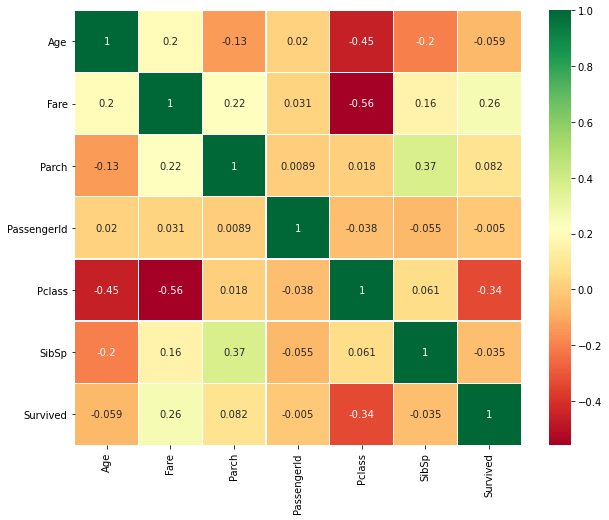 Age 1 0.2 -0.13 0.02 -0.45 -0.2 -0.059
Fare 0.2 1 0.22 0.031 -0.56 0.16 0.26
Parch -0.13 0.22 1 0.0089 0.018 0.37 0.082
PassengerId 0.02 0.031 0.0089 1 -0.038 -0.055 -0.005
Pclass -0.45 -0.56 0.018 -0.038 1 0.061 -0.34
SibSp -0.2 0.16 0.37 -0.055 0.061 1 -0.035
Survived -0.059 0.26 0.082 -0.005 -0.34 -0.035 1
Age Fare Parch PassengerId Pclass SibSp Survived
1.0
0.8
0.6
0.4
0.2
0.0
−0.2
−0.4